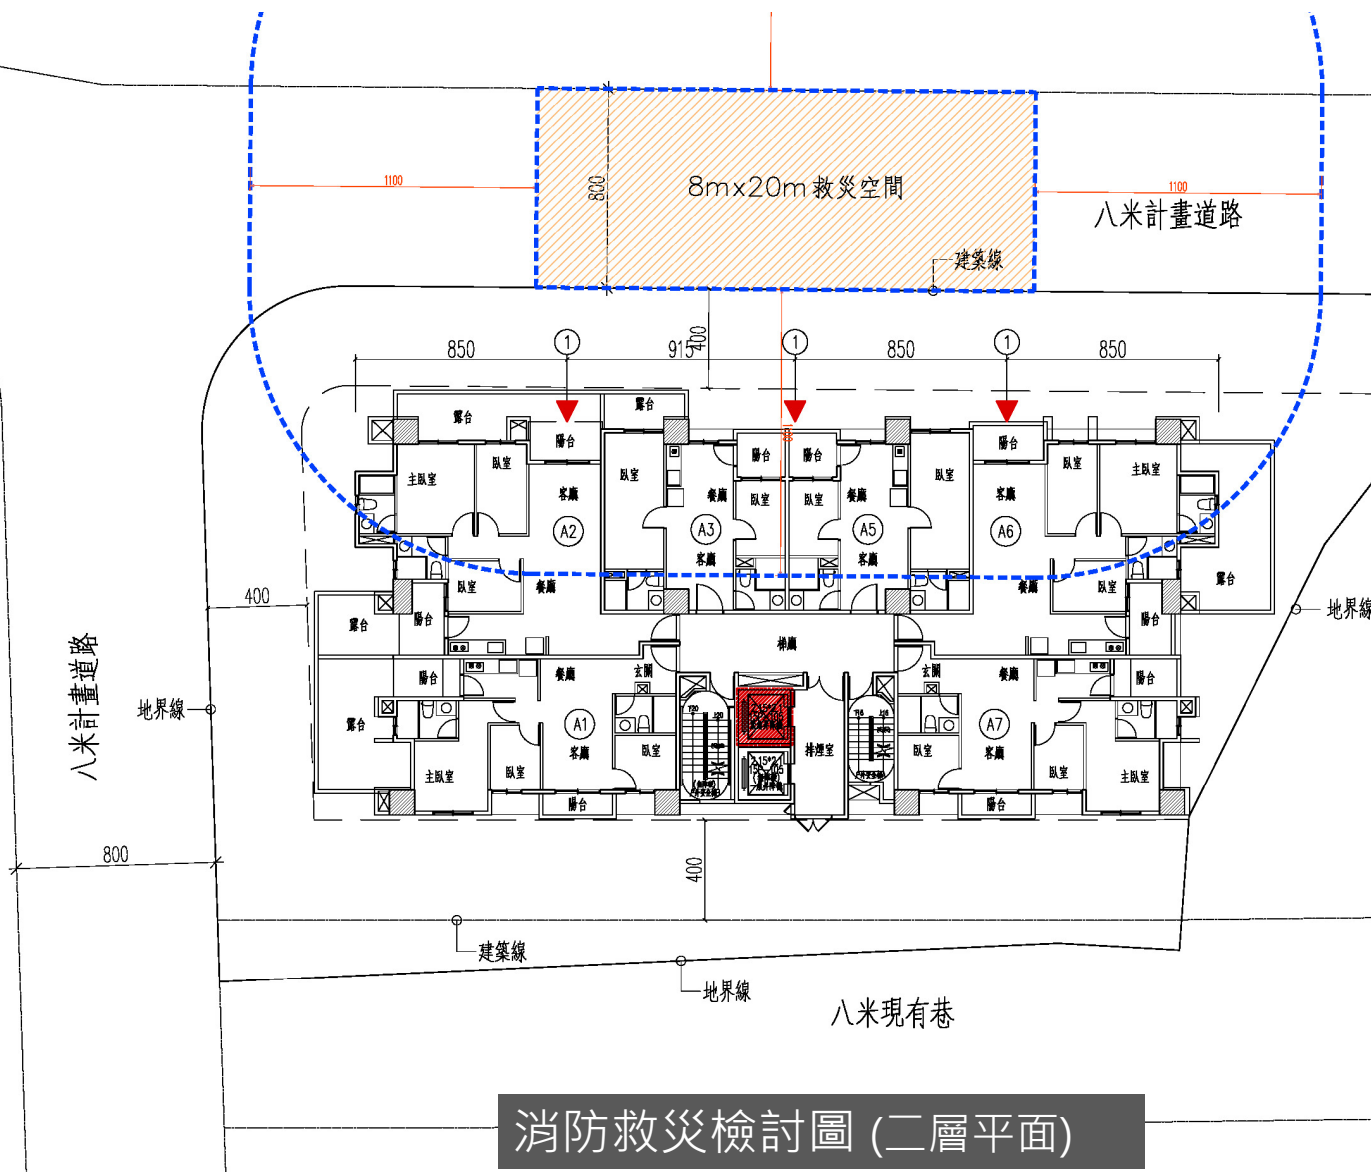 1100
800
8mx20m 救災空間
1100
八米計畫道路
建築線
850
1
915
400
1
850
1
850
露台
露台
陽台
陽台
陽台
陽台
主臥室
臥室
客廳
臥室
餐廳
臥室
臥室
餐廳
臥室
客廳
臥室
主臥室
A2
A3
客廳
A5
客廳
A6
臥室
餐廳
餐廳
臥室
露台
400
露台
陽台
梯廳
陽台
地界線
八米計畫道路
地界線
陽台
餐廳
玄關
玄關
餐廳
陽台
露台
A1
客廳
排煙室
A7
客廳
主臥室
臥室
臥室
臥室
臥室
主臥室
陽台
陽台
800
400
建築線
地界線
八米現有巷
消防救災檢討圖 (二層平面)